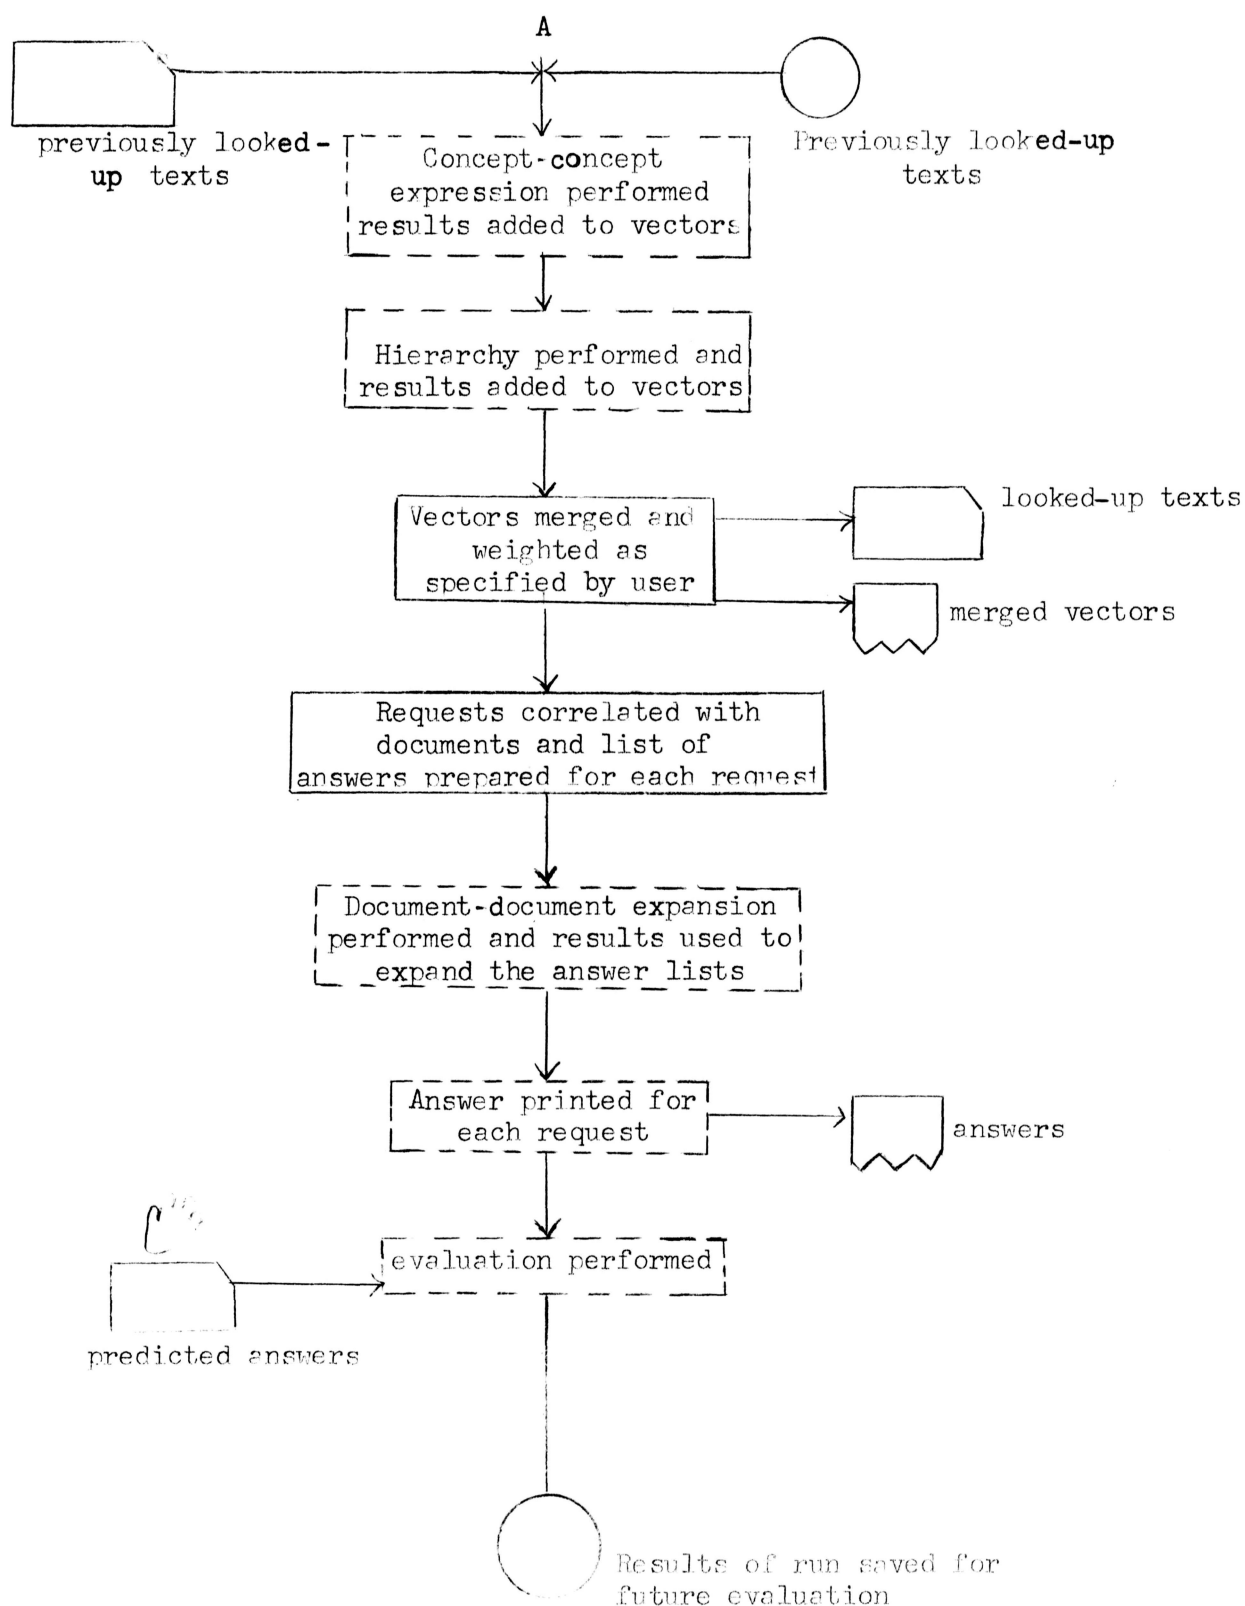 A
previously looked-
up texts
Previously looked-up
texts
Concept-concept
expression performed
results added to vectors
Hierarchy performed and
results added to vectors
Vectors merged and
weighted as
specified by user
looked-up texts
merged vectors
Requests correlated with
documents and list of
answers prepared for each request
Document-document expansion
performed and results used to
expand the answer lists
Answer printed for
each request
answers
evaluation performed
predicted answers
Results of run saved for
future evaluation